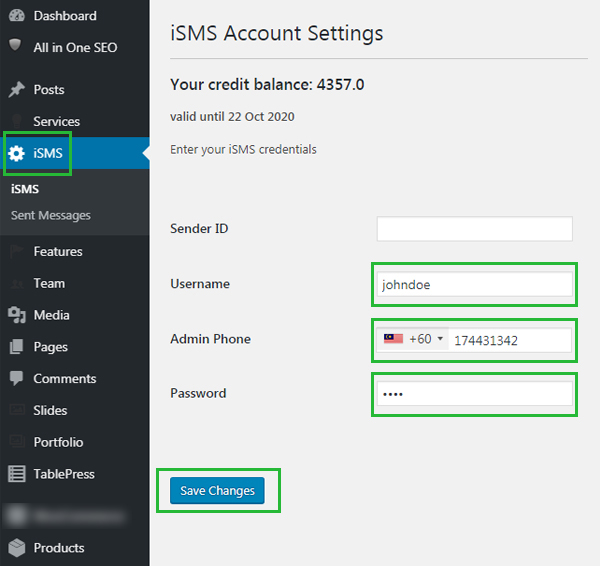 Dashboard
All in One SEO
Posts
Services
iSMS
iSMS
Sent Messages
Features
Team
Media
Pages
Comments
Slides
Portfolio
TablePress
Products
iSMS Account Settings
Your credit balance: 4357.0
valid until 22 Oct 2020
Enter your iSMS credentials
Sender ID
Username johndoe
Admin Phone +60 174431342
Password ••••
Save Changes